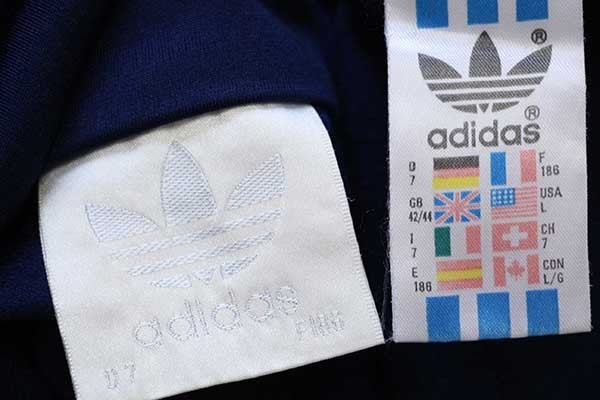 adidas
D7
®
®
adidas
D
7
F
186
GB
42/44
USA
L
I
7
CH
7
E
186
CDN
L/G